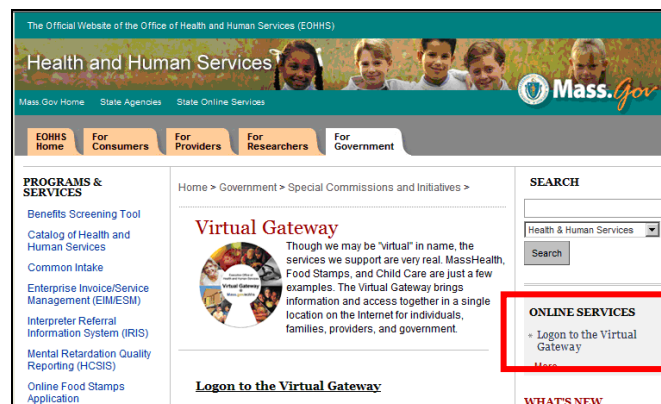 The Official Website of the Office of Health and Human Services (EOHHS)
Health and Human Services
Mass.Gov
Mass.Gov Home State Agencies State Online Services
EOHHS Home
For Consumers
For Providers
For Researchers
For Government
PROGRAMS &
SERVICES
Benefits Screening Tool
Catalog of Health and
Human Services
Common Intake
Enterprise Invoice/Service
Management (EIM/ESM)
Interpreter Referral
Information System (IRIS)
Mental Retardation Quality
Reporting (HCSIS)
Online Food Stamps
Application
Home > Government > Special Commissions and Initiatives >
Virtual Gateway
Virtual Gateway
Though we may be "virtual" in name, the
services we support are very real. MassHealth,
Food Stamps, and Child Care are just a few
examples. The Virtual Gateway brings
information and access together in a single
location on the Internet for individuals,
families, providers, and government.
Logon to the Virtual Gateway
SEARCH
Health & Human Services
Search
ONLINE SERVICES
+ Logon to the Virtual
Gateway
More
WHAT'S NEW